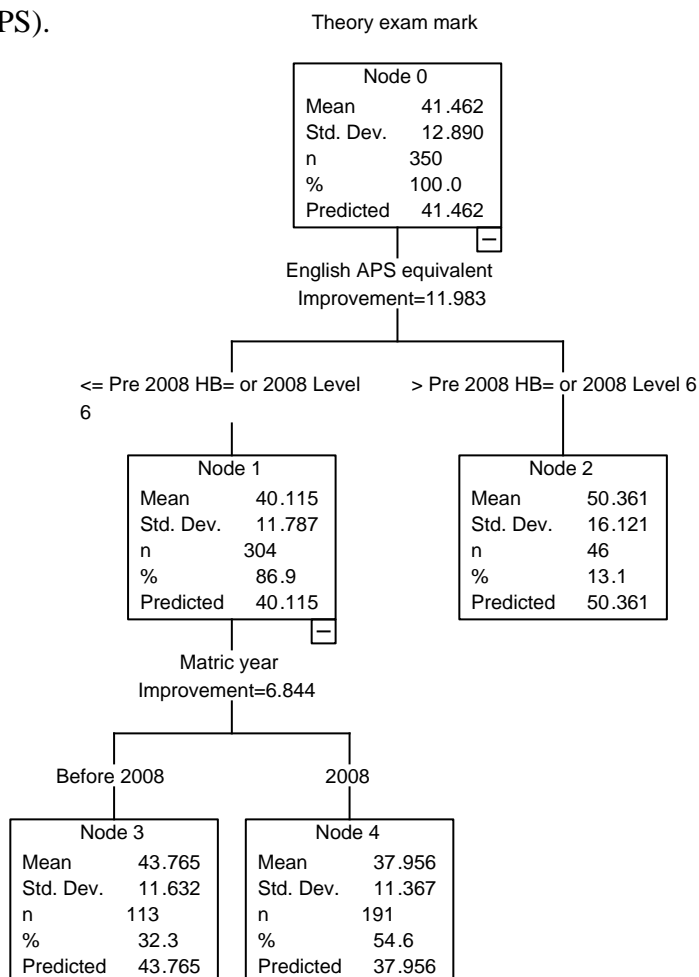 PS).
Theory exam mark
Node 0
Mean 41.462
Std. Dev. 12.890
n 350
% 100.0
Predicted 41.462
English APS equivalent
Improvement=11.983
<= Pre 2008 HB= or 2008 Level
6
> Pre 2008 HB= or 2008 Level 6
Node 1
Mean 40.115
Std. Dev. 11.787
n 304
% 86.9
Predicted 40.115
Node 2
Mean 50.361
Std. Dev. 16.121
n 46
% 13.1
Predicted 50.361
Matric year
Improvement=6.844
Before 2008
2008
Node 3
Mean 43.765
Std. Dev. 11.632
n 113
% 32.3
Predicted 43.765
Node 4
Mean 37.956
Std. Dev. 11.367
n 191
% 54.6
Predicted 37.956